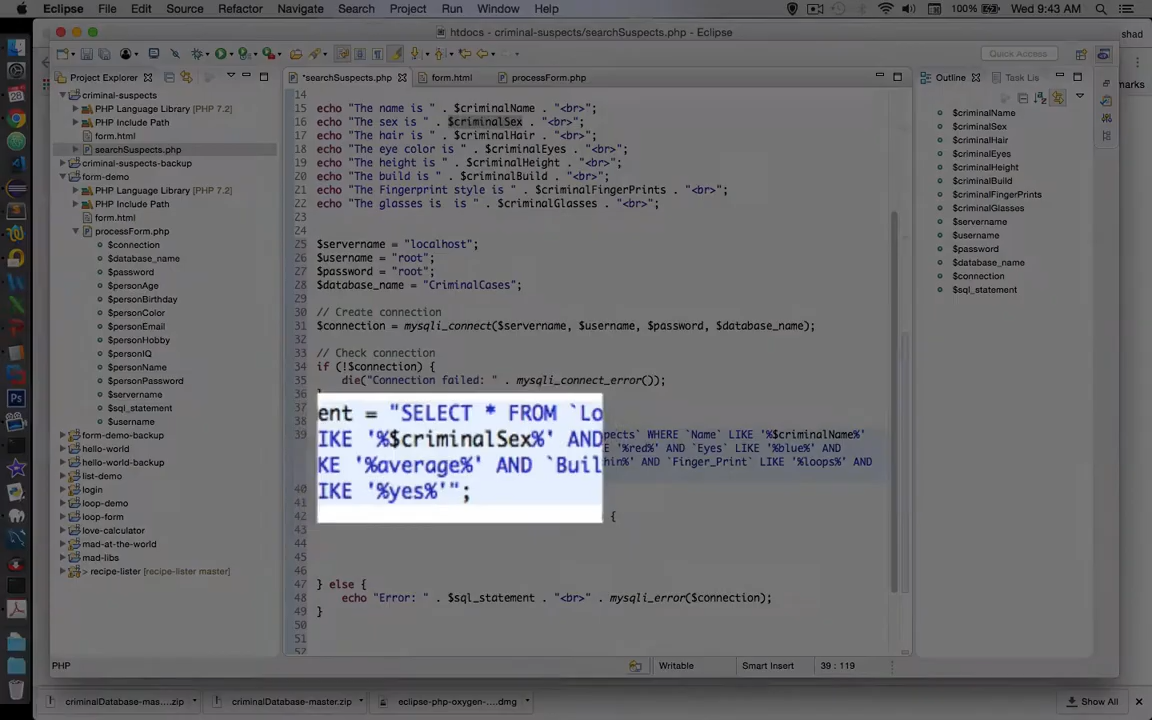 Eclipse File Edit Source Refactor Navigate Search Project Run Window Help 100% Wed 9:43 AM
htdocs - criminal-suspects/searchSuspects.php - Eclipse
shad
Quick Access
Project Explorer
*searchSuspects.php form.html processForm.php
Outline Task Lis
marks
criminal-suspects
PHP Language Library [PHP 7.2]
PHP Include Path
form.html
searchSuspects.php
criminal-suspects-backup
form-demo
PHP Language Library [PHP 7.2]
PHP Include Path
form.html
processForm.php
$connection
$database_name
$password
$personAge
$personBirthday
$personColor
$personEmail
$personHobby
$personIQ
$personName
$personPassword
$servername
$sql_statement
$username
form-demo-backup
hello-world
hello-world-backup
list-demo
login
loop-demo
loop-form
love-calculator
mad-at-the-world
mad-libs
> recipe-lister [recipe-lister master]
14
15 echo "The name is " . $criminalName . "<br>";
16 echo "The sex is " . $criminalSex . "<br>";
17 echo "The hair is " . $criminalHair . "<br>";
18 echo "The eye color is " . $criminalEyes . "<br>";
19 echo "The height is " . $criminalHeight . "<br>";
20 echo "The build is " . $criminalBuild . "<br>";
21 echo "The Fingerprint style is " . $criminalFingerPrints . "<br>";
22 echo "The glasses is  is " . $criminalGlasses . "<br>";
23
24
25 $servername = "localhost";
26 $username = "root";
27 $password = "root";
28 $database_name = "CriminalCases";
29
30 // Create connection
31 $connection = mysqli_connect($servername, $username, $password, $database_name);
32
33 // Check connection
34 if (!$connection) {
35 die("Connection failed: " . mysqli_connect_error());
36
37
38
39
ent = "SELECT * FROM `Lo
IKE '%$criminalSex%' AND
KE '%average%' AND `Buil
IKE '%yes%'";
pects` WHERE `Name` LIKE '%$criminalName%'
'%red%' AND `Eyes` LIKE '%blue%' AND
hin%' AND `Finger_Print` LIKE '%loops%' AND
40
41
42 {
43
44
45
46
47 } else {
48 echo "Error: " . $sql_statement . "<br>" . mysqli_error($connection);
49 }
50
51
52
$criminalName
$criminalSex
$criminalHair
$criminalEyes
$criminalHeight
$criminalBuild
$criminalFingerPrints
$criminalGlasses
$servername
$username
$password
$database_name
$connection
$sql_statement
PHP Writable Smart Insert 39 : 119
criminalDatabase-mas....zip criminalDatabase-master.zip eclipse-php-oxygen-....dmg Show All